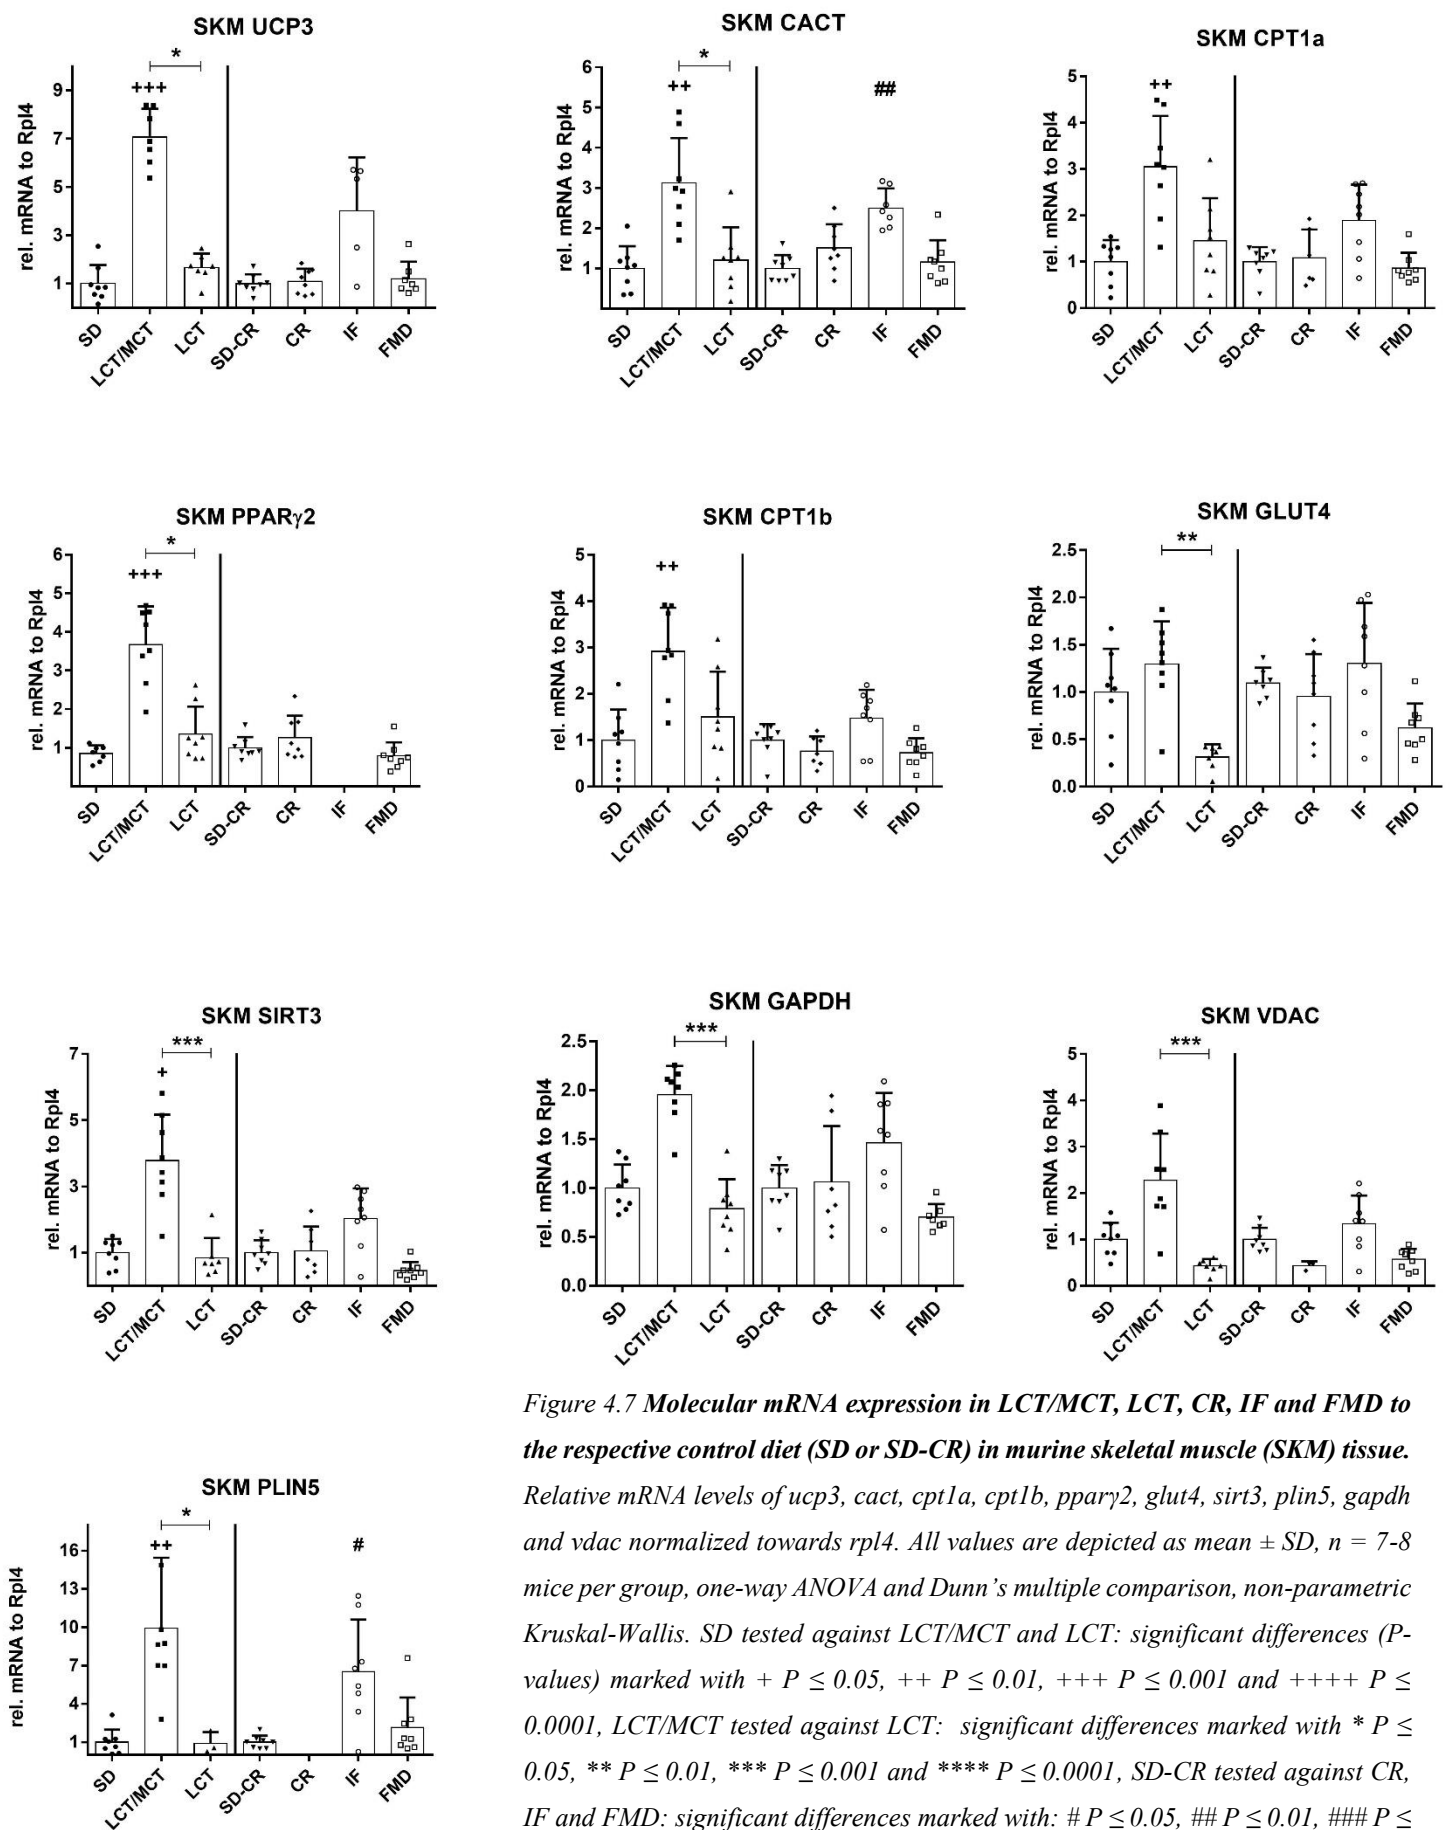 SKM UCP3
*
+++
rel. mRNA to Rpl4
9
7
5
3
1
SD
LCT/MCT
LCT
SD-CR
CR
IF
FMD
SKM CACT
*
++
##
rel. mRNA to Rpl4
6
5
4
3
2
1
SD
LCT/MCT
LCT
SD-CR
CR
IF
FMD
SKM CPT1a
++
rel. mRNA to Rpl4
5
4
3
2
1
0
SD
LCT/MCT
LCT
SD-CR
CR
IF
FMD
SKM PPARγ2
*
+++
rel. mRNA to Rpl4
6
5
4
3
2
1
SD
LCT/MCT
LCT
SD-CR
CR
IF
FMD
SKM CPT1b
++
rel. mRNA to Rpl4
5
4
3
2
1
0
SD
LCT/MCT
LCT
SD-CR
CR
IF
FMD
SKM GLUT4
**
rel. mRNA to Rpl4
2.5
2.0
1.5
1.0
0.5
0.0
SD
LCT/MCT
LCT
SD-CR
CR
IF
FMD
SKM SIRT3
***
+
rel. mRNA to Rpl4
7
5
3
1
SD
LCT/MCT
LCT
SD-CR
CR
IF
FMD
SKM GAPDH
***
rel. mRNA to Rpl4
2.5
2.0
1.5
1.0
0.5
0.0
SD
LCT/MCT
LCT
SD-CR
CR
IF
FMD
SKM VDAC
***
rel. mRNA to Rpl4
5
4
3
2
1
0
SD
LCT/MCT
LCT
SD-CR
CR
IF
FMD
SKM PLIN5
*
++
#
rel. mRNA to Rpl4
16
13
10
7
4
1
SD
LCT/MCT
LCT
SD-CR
CR
IF
FMD
Figure 4.7 Molecular mRNA expression in LCT/MCT, LCT, CR, IF and FMD to
the respective control diet (SD or SD-CR) in murine skeletal muscle (SKM) tissue.
Relative mRNA levels of ucp3, cact, cpt1a, cpt1b, pparγ2, glut4, sirt3, plin5, gapdh
and vdac normalized towards rpl4. All values are depicted as mean ± SD, n = 7-8
mice per group, one-way ANOVA and Dunn’s multiple comparison, non-parametric
Kruskal-Wallis. SD tested against LCT/MCT and LCT: significant differences (P-
values) marked with + P ≤ 0.05, ++ P ≤ 0.01, +++ P ≤ 0.001 and ++++ P ≤
0.0001, LCT/MCT tested against LCT: significant differences marked with * P ≤
0.05, ** P ≤ 0.01, *** P ≤ 0.001 and **** P ≤ 0.0001, SD-CR tested against CR,
IF and FMD: significant differences marked with: # P ≤ 0.05, ## P ≤ 0.01, ### P ≤